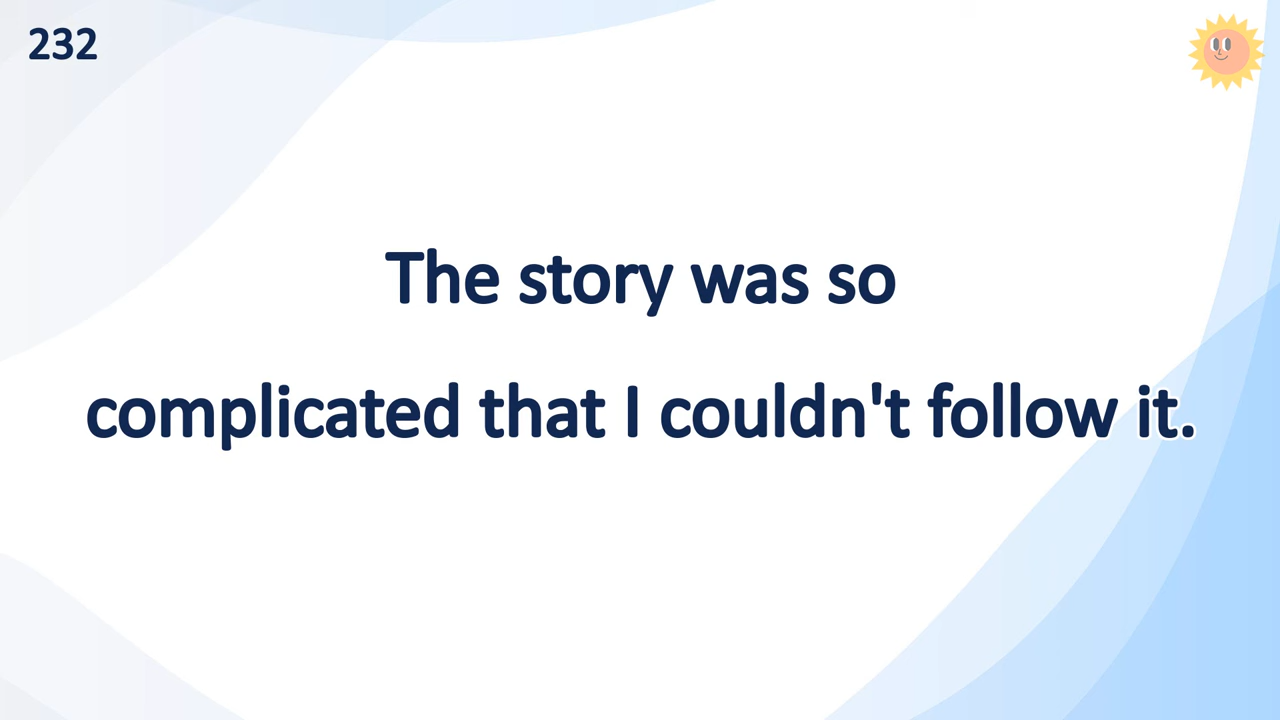 232
The story was so
complicated that I couldn't follow it.